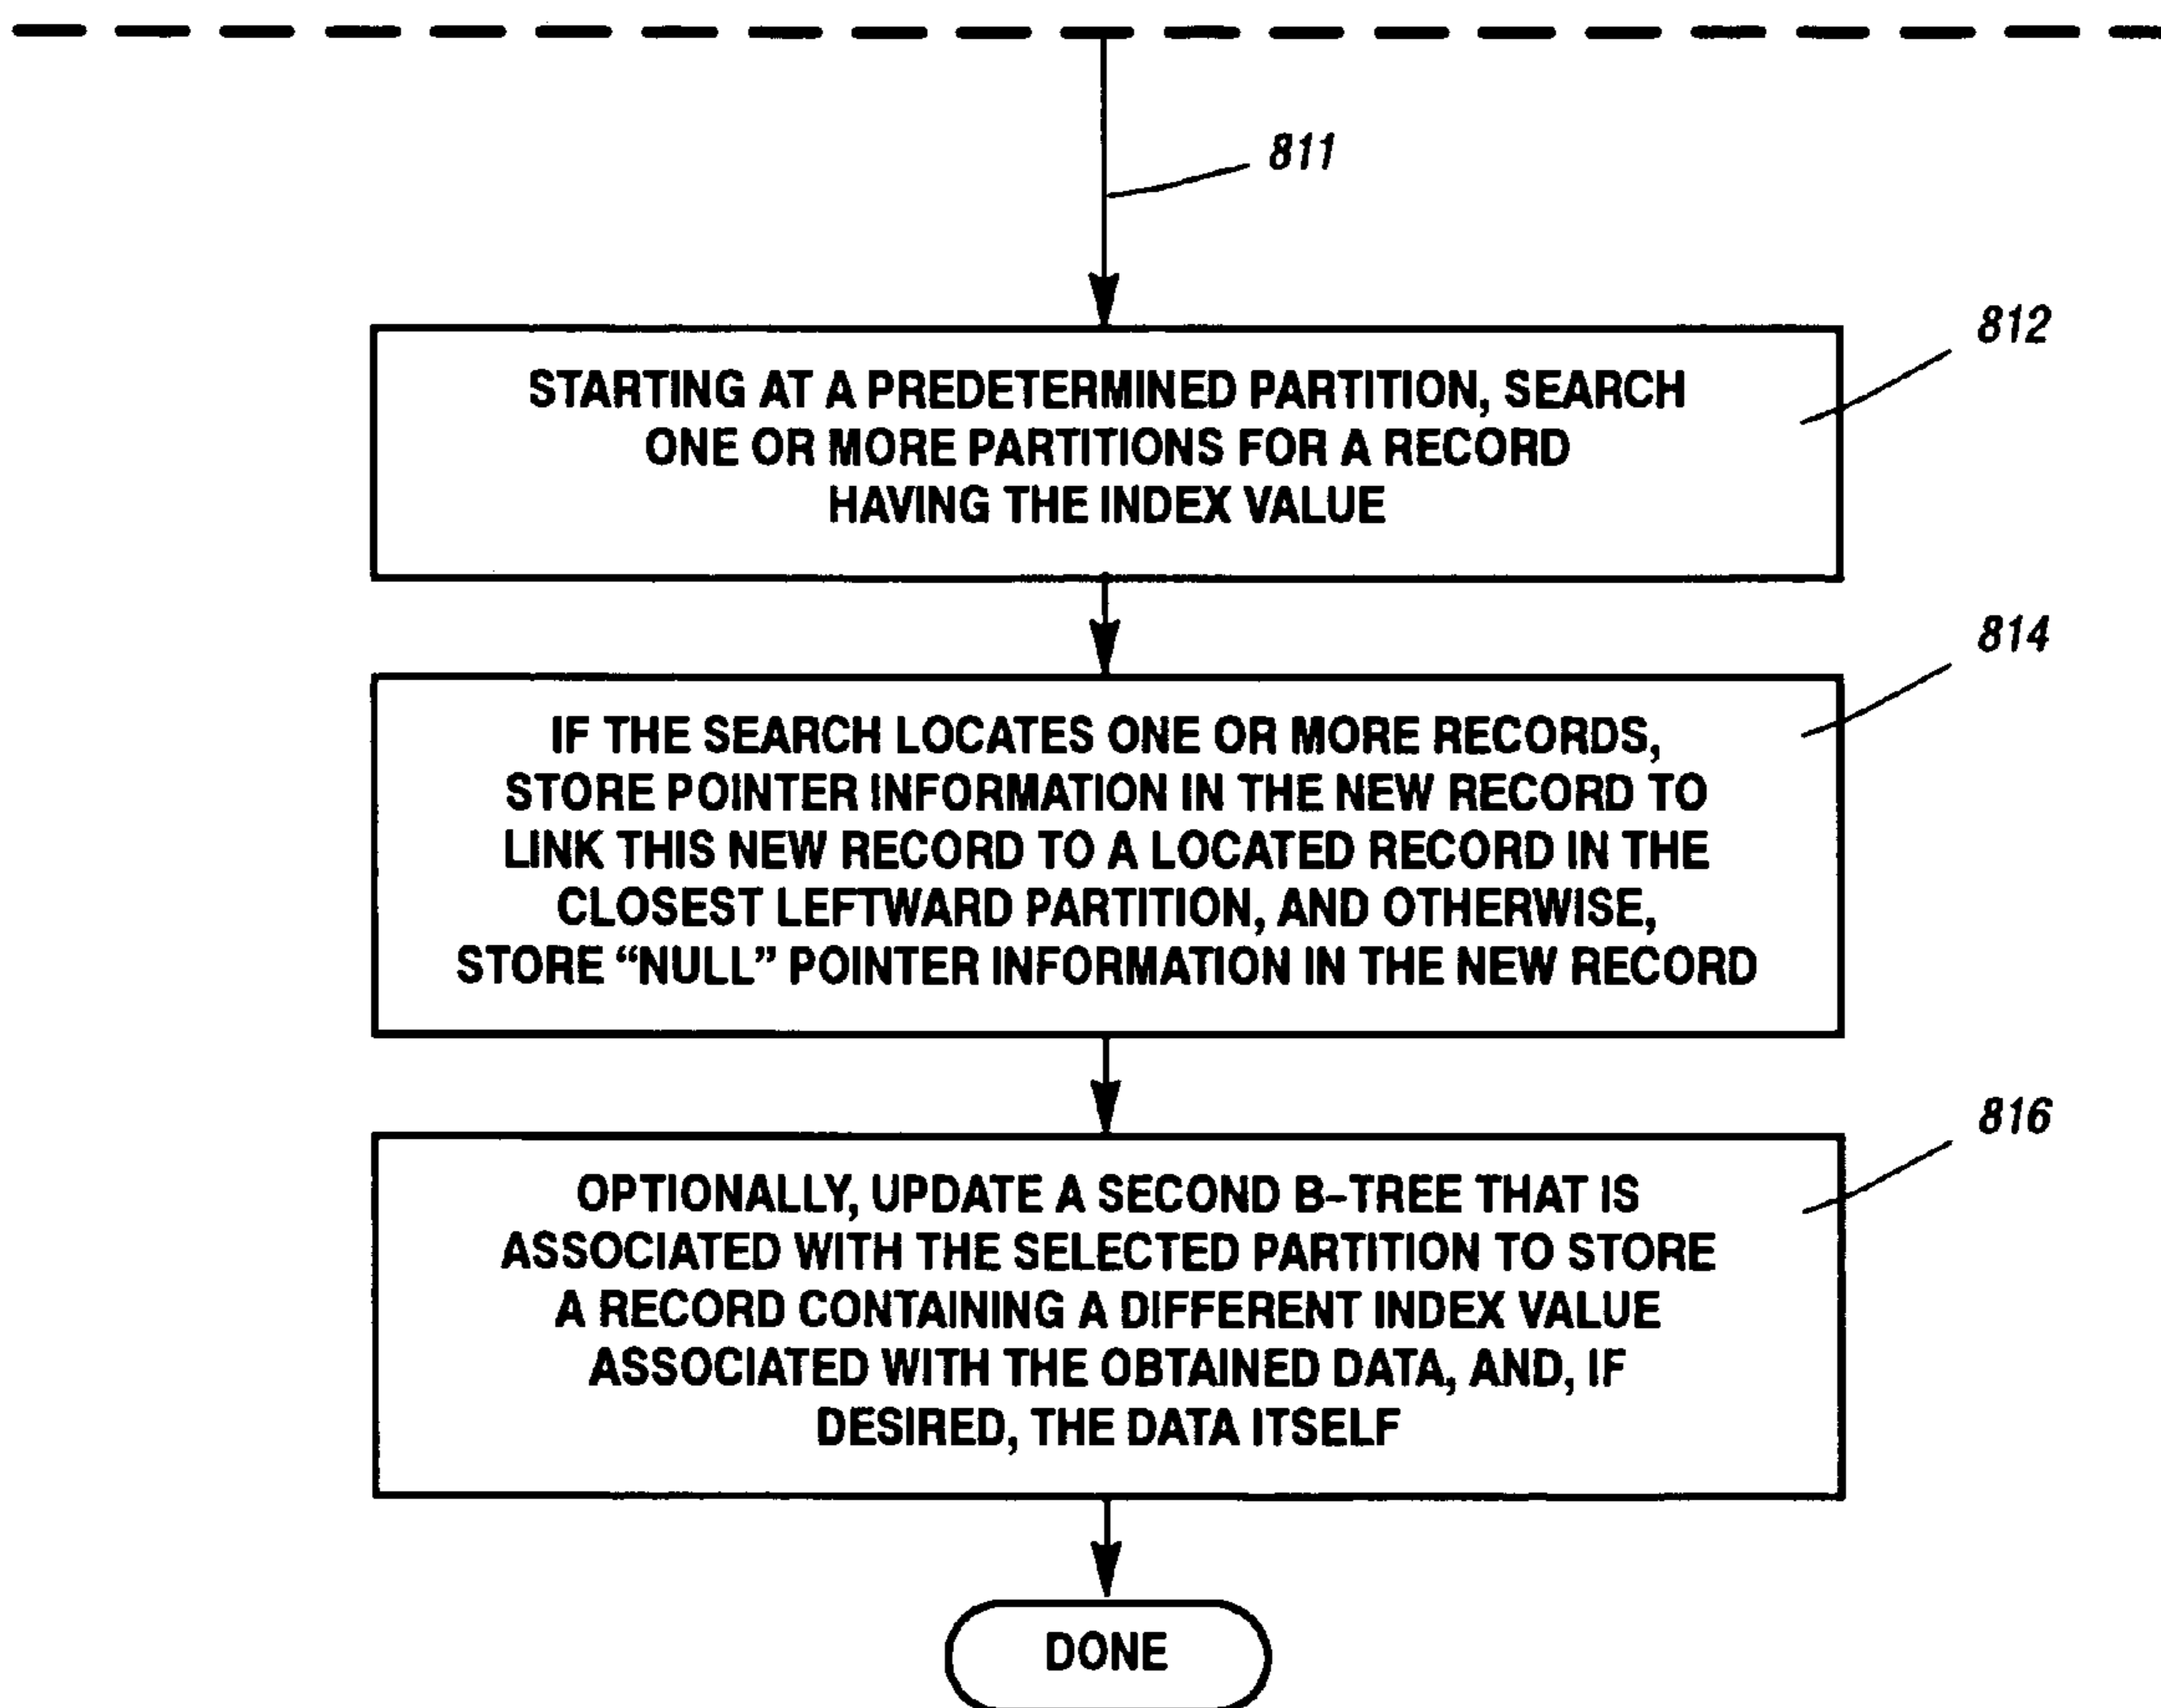 811
812
STARTING AT A PREDETERMINED PARTITION, SEARCH
ONE OR MORE PARTITIONS FOR A RECORD
HAVING THE INDEX VALUE
814
IF THE SEARCH LOCATES ONE OR MORE RECORDS,
STORE POINTER INFORMATION IN THE NEW RECORD TO
LINK THIS NEW RECORD TO A LOCATED RECORD IN THE
CLOSEST LEFTWARD PARTITION, AND OTHERWISE,
STORE “NULL” POINTER INFORMATION IN THE NEW RECORD
816
OPTIONALLY, UPDATE A SECOND B–TREE THAT IS
ASSOCIATED WITH THE SELECTED PARTITION TO STORE
A RECORD CONTAINING A DIFFERENT INDEX VALUE
ASSOCIATED WITH THE OBTAINED DATA, AND, IF
DESIRED, THE DATA ITSELF
DONE